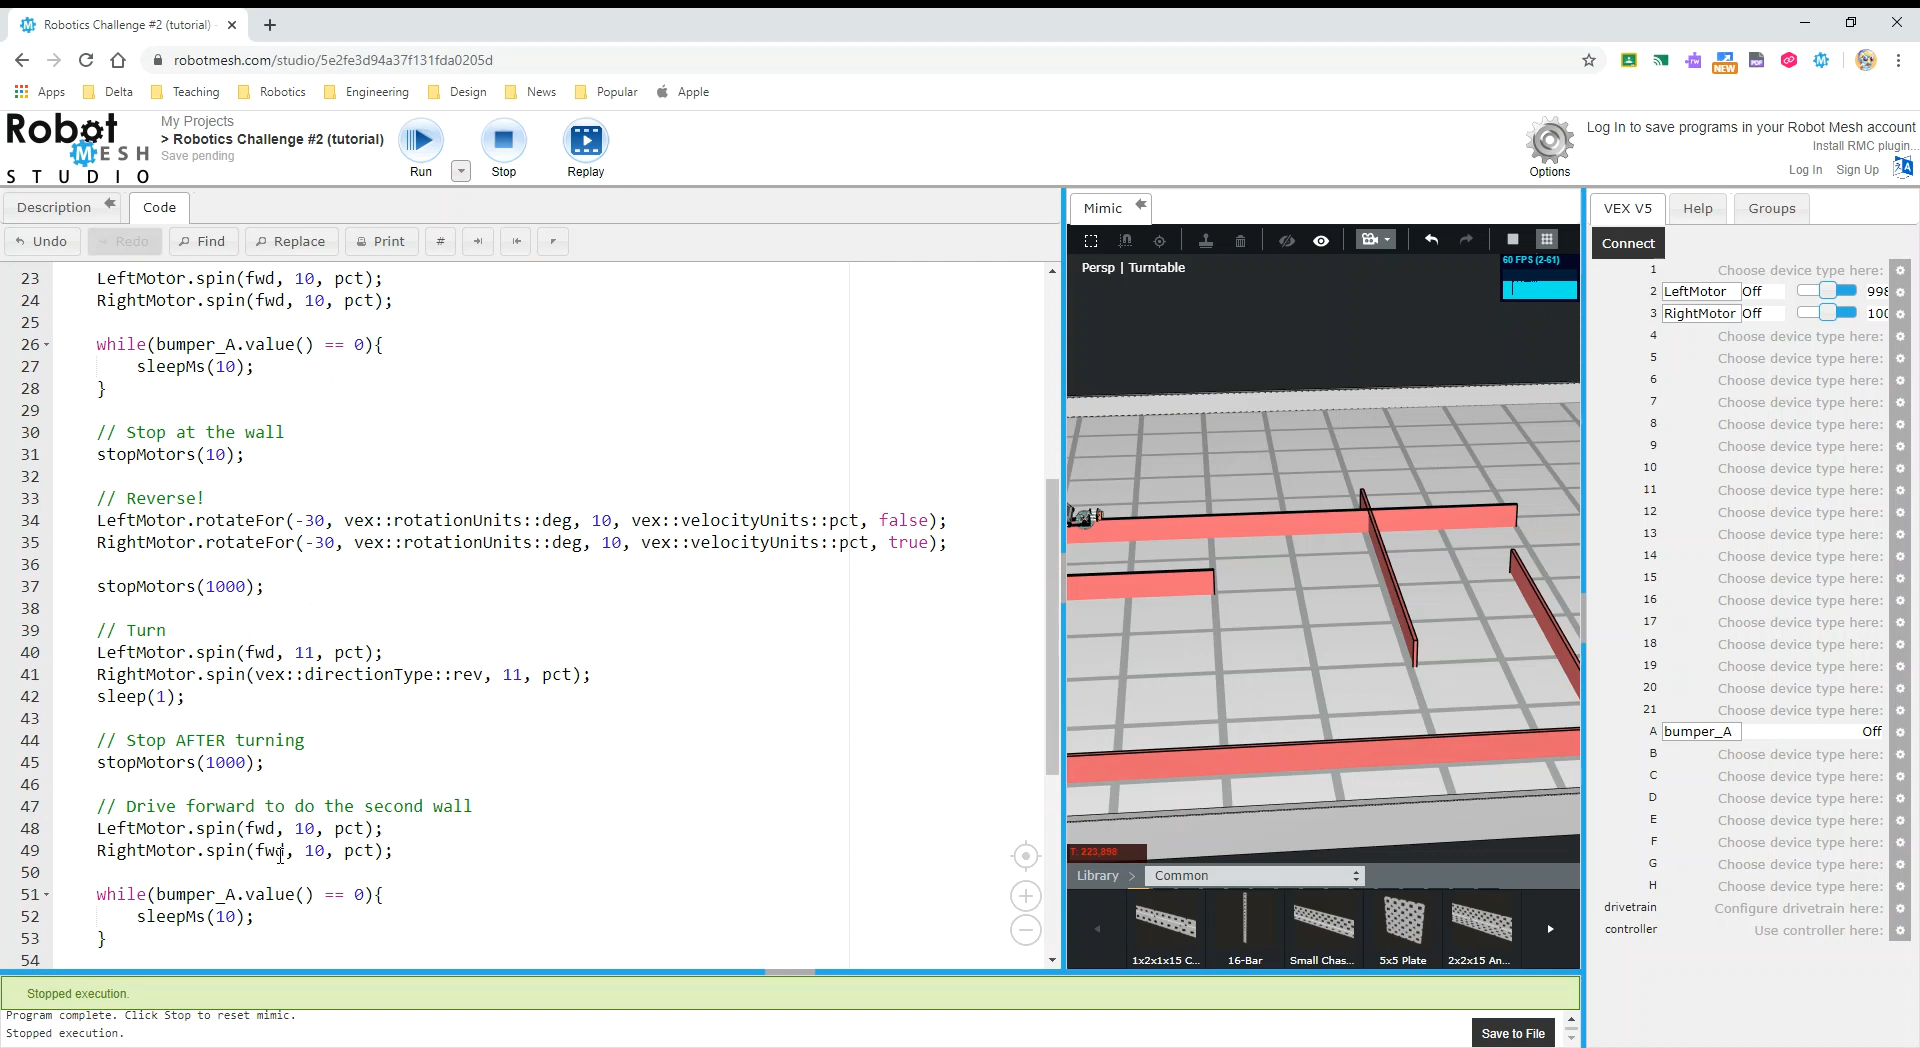 Robotics Challenge #2 (tutorial)
robotmesh.com/studio/5e2fe3d94a37f131fda0205d
NEW
Apps
Delta
Teaching
Robotics
Engineering
Design
News
Popular
Apple
Robot
MESH
STUDIO
My Projects
> Robotics Challenge #2 (tutorial)
Save pending
Run
Stop
Replay
Options
Log In to save programs in your Robot Mesh account
Install RMC plugin...
Log In
Sign Up
Description
Code
Undo
Redo
Find
Replace
Print
#
23 LeftMotor.spin(fwd, 10, pct);
24 RightMotor.spin(fwd, 10, pct);
25
26 while(bumper_A.value() == 0){
27 sleepMs(10);
28 }
29
30 // Stop at the wall
31 stopMotors(10);
32
33 // Reverse!
34 LeftMotor.rotateFor(-30, vex::rotationUnits::deg, 10, vex::velocityUnits::pct, false);
35 RightMotor.rotateFor(-30, vex::rotationUnits::deg, 10, vex::velocityUnits::pct, true);
36
37 stopMotors(1000);
38
39 // Turn
40 LeftMotor.spin(fwd, 11, pct);
41 RightMotor.spin(vex::directionType::rev, 11, pct);
42 sleep(1);
43
44 // Stop AFTER turning
45 stopMotors(1000);
46
47 // Drive forward to do the second wall
48 LeftMotor.spin(fwd, 10, pct);
49 RightMotor.spin(fwd, 10, pct);
50
51 while(bumper_A.value() == 0){
52 sleepMs(10);
53 }
54
Mimic
Persp | Turntable
60 FPS (2-61)
T: 223,898
Library > Common
1x2x1x15 C...
16-Bar
Small Chas...
5x5 Plate
2x2x15 An...
VEX V5
Help
Groups
Connect
1 Choose device type here:
2 LeftMotor Off 998
3 RightMotor Off 100
4 Choose device type here:
5 Choose device type here:
6 Choose device type here:
7 Choose device type here:
8 Choose device type here:
9 Choose device type here:
10 Choose device type here:
11 Choose device type here:
12 Choose device type here:
13 Choose device type here:
14 Choose device type here:
15 Choose device type here:
16 Choose device type here:
17 Choose device type here:
18 Choose device type here:
19 Choose device type here:
20 Choose device type here:
21 Choose device type here:
A bumper_A Off
B Choose device type here:
C Choose device type here:
D Choose device type here:
E Choose device type here:
F Choose device type here:
G Choose device type here:
H Choose device type here:
drivetrain Configure drivetrain here:
controller Use controller here:
Stopped execution.
Program complete. Click Stop to reset mimic.
Stopped execution.
Save to File